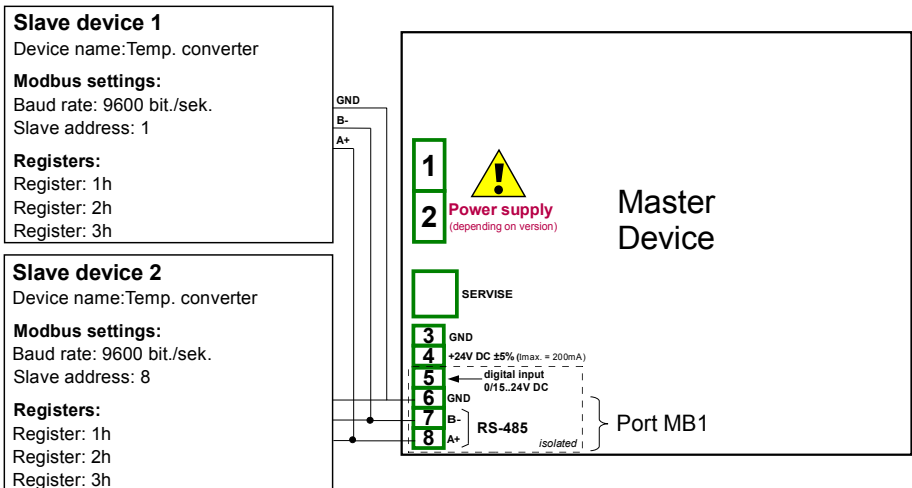 Slave device 1
Device name:Temp. converter
Modbus settings:
Baud rate: 9600 bit./sek.
Slave address: 1
Registers:
Register: 1h
Register: 2h
Register: 3h
GND
B-
A+
Slave device 2
Device name:Temp. converter
Modbus settings:
Baud rate: 9600 bit./sek.
Slave address: 8
Registers:
Register: 1h
Register: 2h
Register: 3h
1
2
!
Power supply
(depending on version)
Master
Device
SERVISE
3 GND
4 +24V DC ±5% (Imax. = 200mA)
5 digital input
0/15..24V DC
6 GND
7 B-
8 A+
RS-485
isolated
Port MB1